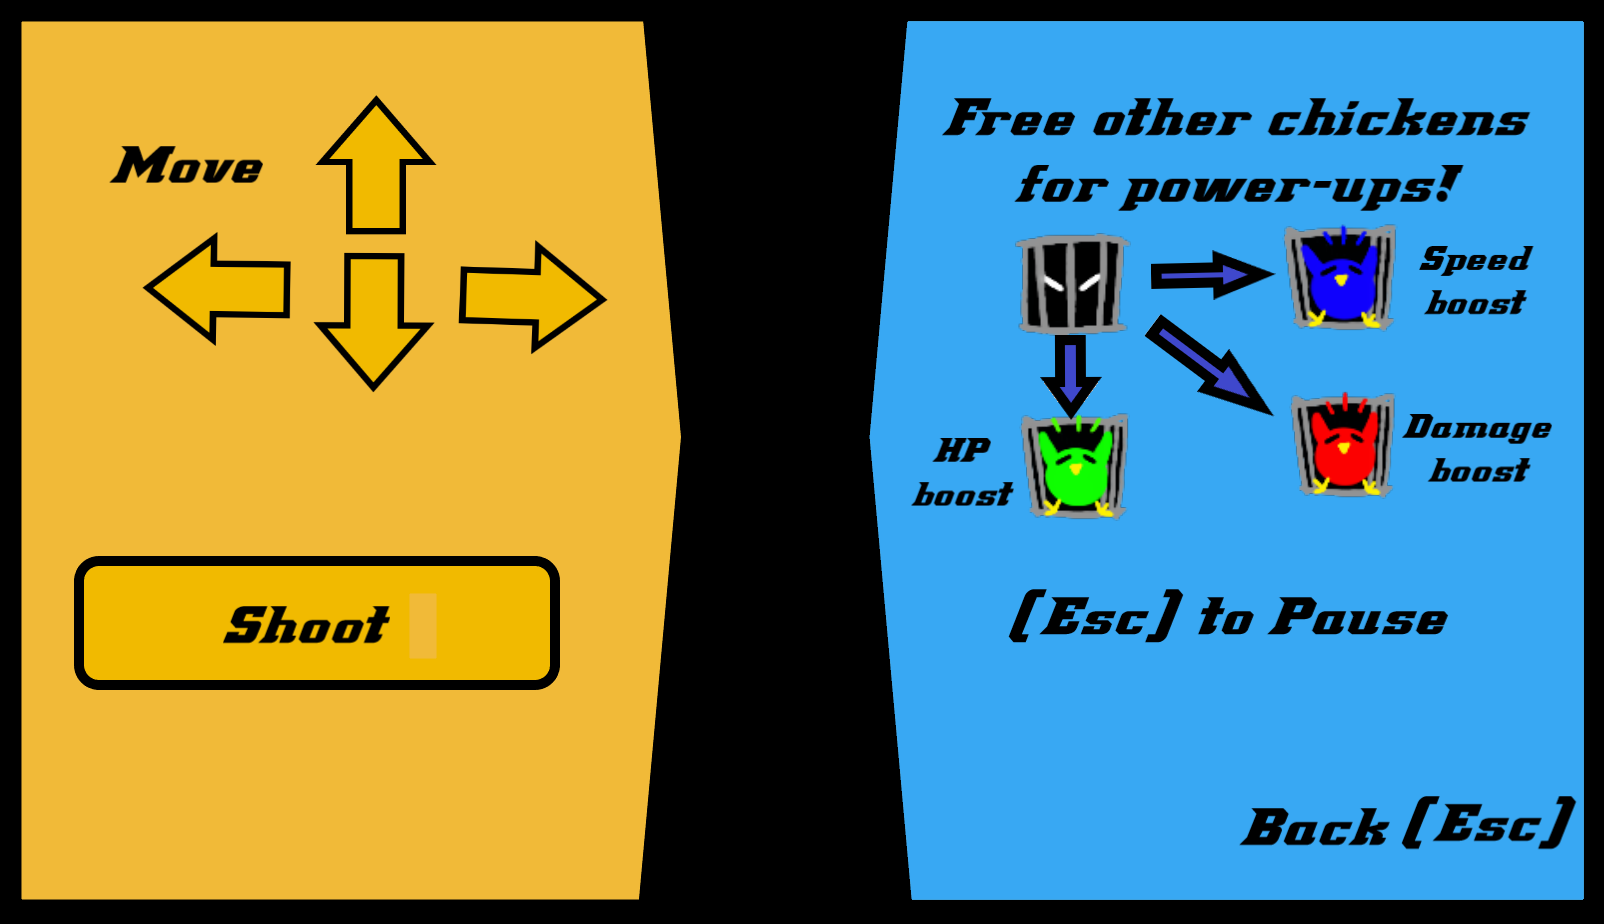 Move
Shoot
Free other chickens
for power-ups!
Speed
boost
HP
boost
Damage
boost
(Esc) to Pause
Back (Esc)